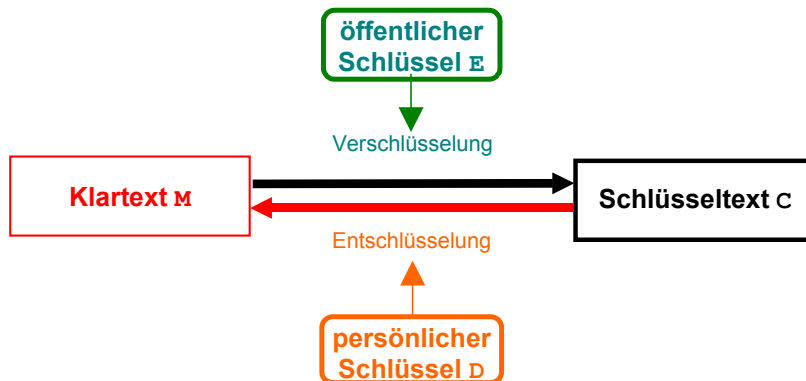 öffentlicher
Schlüssel E
Verschlüsselung
Klartext M
Schlüsseltext C
Entschlüsselung
persönlicher
Schlüssel D